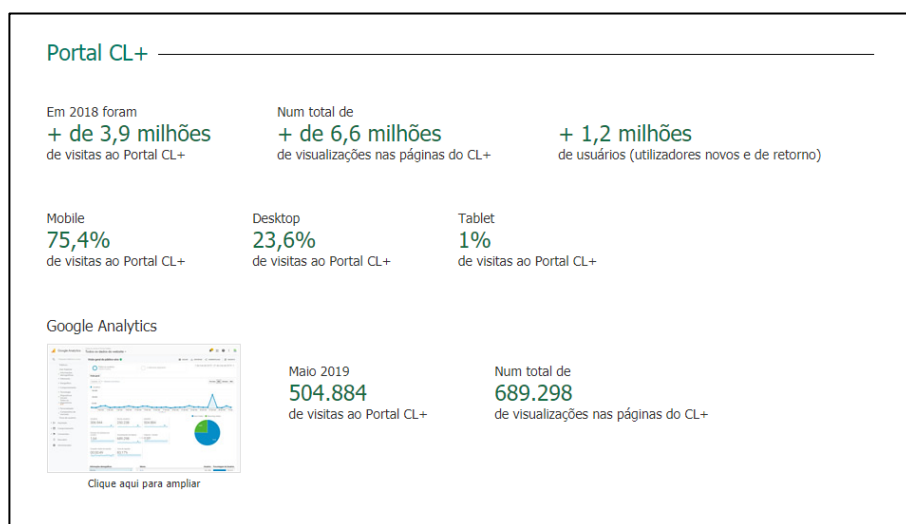 Portal CL+
Em 2018 foram
+ de 3,9 milhões
de visitas ao Portal CL+
Num total de
+ de 6,6 milhões
de visualizações nas páginas do CL+
+ 1,2 milhões
de usuários (utilizadores novos e de retorno)
Mobile
75,4%
de visitas ao Portal CL+
Desktop
23,6%
de visitas ao Portal CL+
Tablet
1%
de visitas ao Portal CL+
Google Analytics
Maio 2019
504.884
de visitas ao Portal CL+
Num total de
689.298
de visualizações nas páginas do CL+
Clique aqui para ampliar